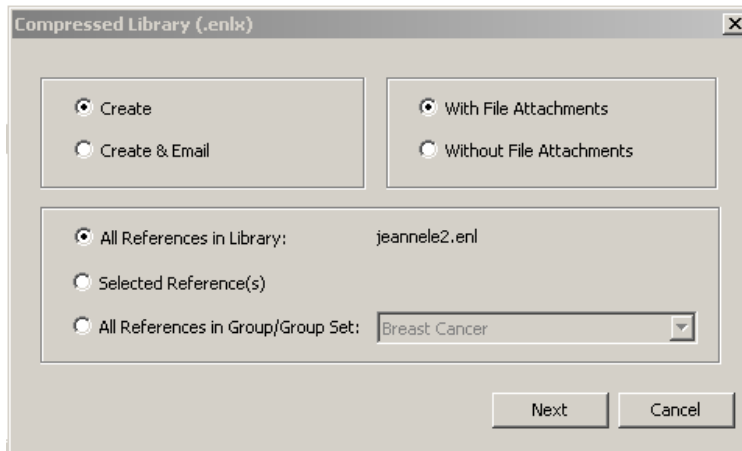 Compressed Library (.enlx)
Create
With File Attachments
Create & Email
Without File Attachments
All References in Library: jeannele2.enl
Selected Reference(s)
All References in Group/Group Set: Breast Cancer
Next
Cancel